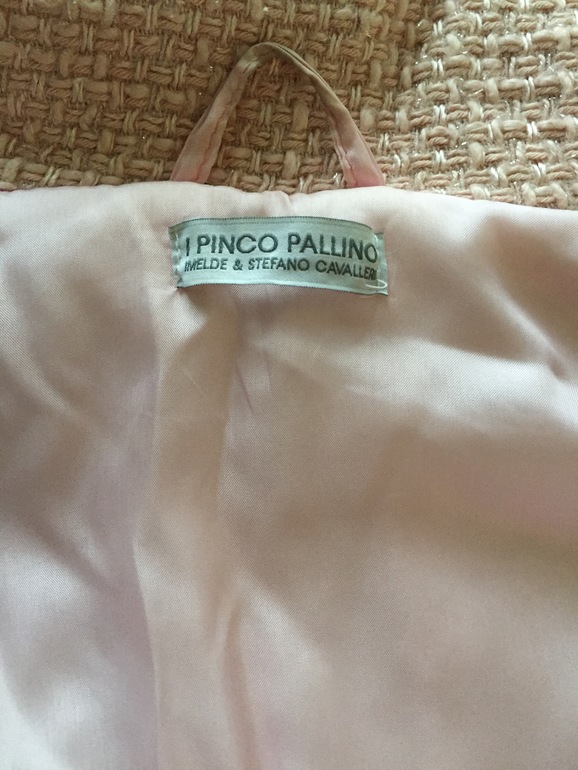 I PINCO PALLINO
IMELDE & STEFANO CAVALLERI